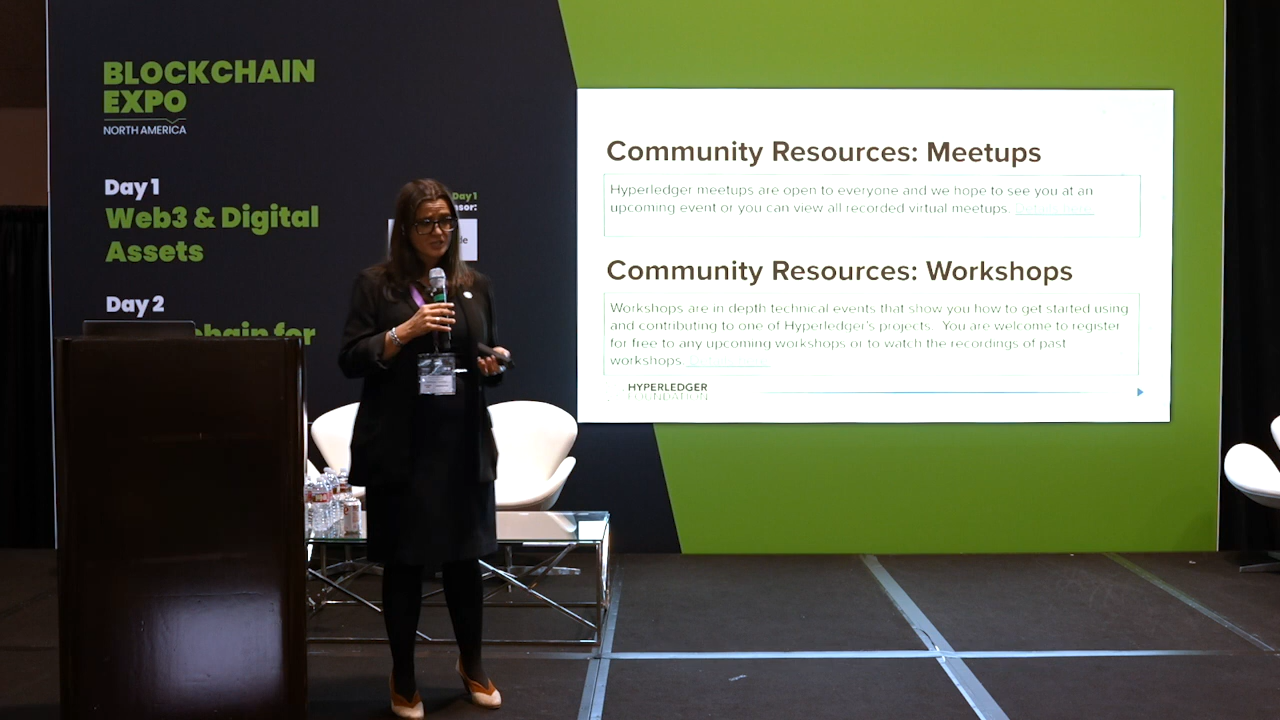 BLOCKCHAIN
EXPO
NORTH AMERICA
Day 1
Web3 & Digital
Assets
Day 2
for
Day 1
Community Resources: Meetups
Hyperledger meetups are open to everyone and we hope to see you at an
upcoming event or you can view all recorded virtual meetups.
Community Resources: Workshops
Workshops are in depth technical events that show you how to get started using
and contributing to one of Hyperledger's projects. You are welcome to register
for free to any upcoming workshops or to watch the recordings of past
workshops.
HYPERLEDGER
FOUNDATION